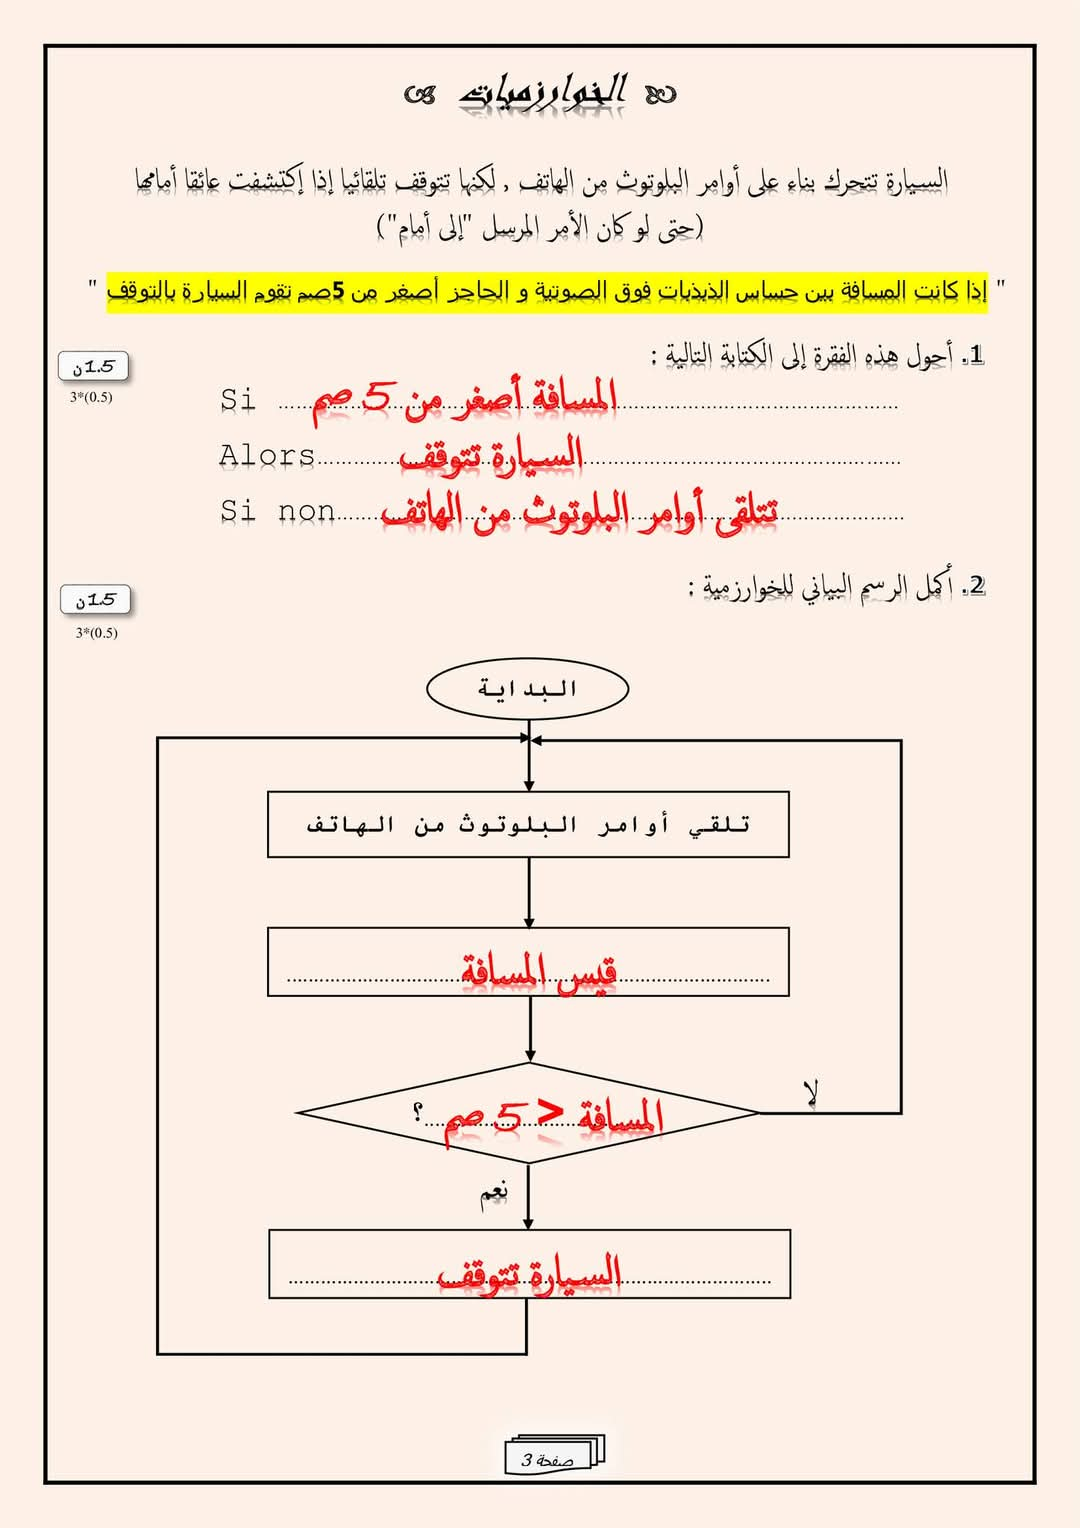 الخوارزميات
السيارة تتحرك بناء على أوامر البلوتوث من الهاتف , لكنها تتوقف تلقائيا إذا إكتشفت عائقا أمامها
(حتى لو كان الأمر المرسل "إلى أمام")
" إذا كانت المسافة بين حساس الذبذبات فوق الصوتية و الحاجز أصغر من 5صم تقوم السيارة بالتوقف "
1. أحول هذه الفقرة إلى الكتابة التالية :
1.5ن
3*(0.5)
Si ..... المسافة أصغر من 5 صم .....
Alors..... السيارة تتوقف .....
Si non..... تتلقى أوامر البلوتوث من الهاتف .....
2. أكمل الرسم البياني للخوارزمية :
1.5ن
3*(0.5)
البداية
تلقي أوامر البلوتوث من الهاتف
قيس المسافة
المسافة < 5 صم ؟
لا
نعم
السيارة تتوقف
صفحة 3